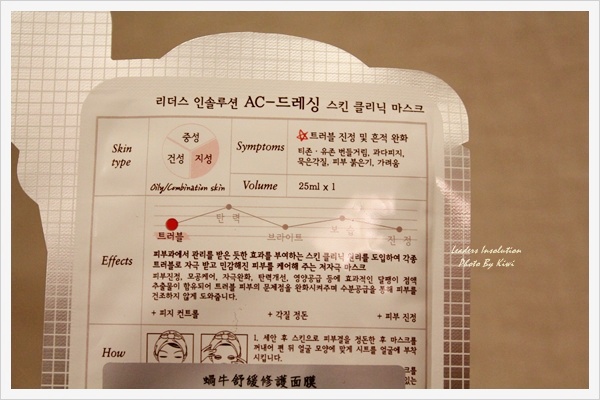 리더스 인솔루션 AC-드레싱 스킨 클리닉 마스크
Skin type
중성
건성 지성
Oily/Combination skin
Symptoms
트러블 진정 및 흔적 완화
티존 · 유존 번들거림, 과다피지,
묵은각질, 피부 붉은기, 가려움
Volume
25ml x 1
Effects
탄력
보습
트러블
브라이트
진정
피부과에서 관리를 받은 듯한 효과를 부여하는 스킨 클리닉 원리를 도입하여 각종
트러블로 자극 받고 민감해진 피부를 케어해 주는 저자극 마스크
피부진정, 모공케어, 자극완화, 탄력개선, 영양공급 등에 효과적인 달팽이 점액
추출물이 함유되어 트러블 피부의 문제점을 완화시켜주며 수분공급을 통해 피부를
건조하지 않게 도와줍니다.
+ 피지 컨트롤 + 각질 정돈 + 피부 진정
How
1. 세안 후 스킨으로 피부결을 정돈한 후 마스크를
꺼내어 편 뒤 얼굴 모양에 맞게 시트를 얼굴에 부착
시킵니다.
蝸牛舒緩修護面膜
Leaders Insolution
Photo By Kiwi